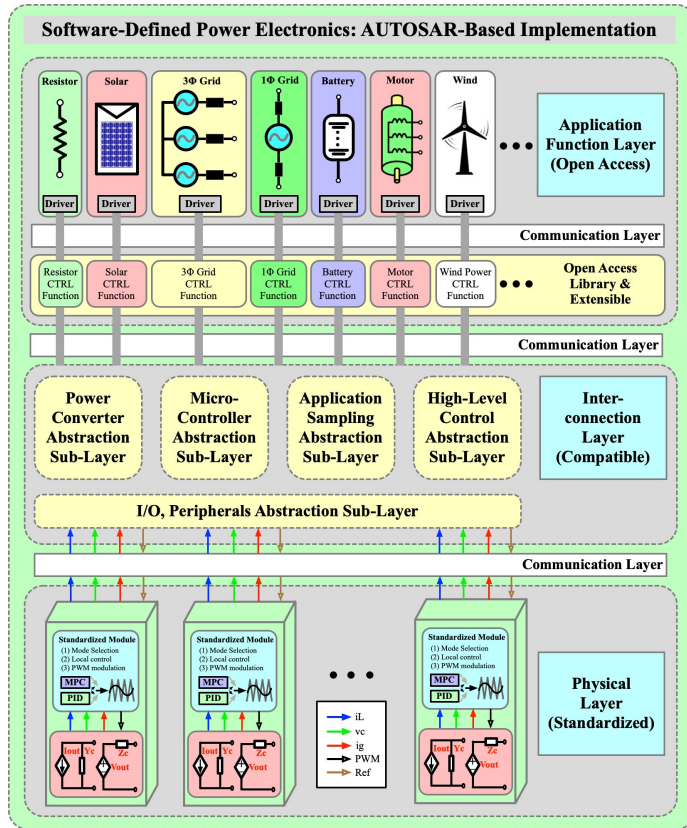 Software-Defined Power Electronics: AUTOSAR-Based Implementation
Resistor
Solar
3Φ Grid
1Φ Grid
Battery
Motor
Wind
Application
Function Layer
(Open Access)
Driver
Driver
Driver
Driver
Driver
Driver
Driver
Communication Layer
Resistor
CTRL
Function
Solar
CTRL
Function
3Φ Grid
CTRL
Function
1Φ Grid
CTRL
Function
Battery
CTRL
Function
Motor
CTRL
Function
Wind Power
CTRL
Function
Open Access
Library &
Extensible
Communication Layer
Power
Converter
Abstraction
Sub-Layer
Micro-
Controller
Abstraction
Sub-Layer
Application
Sampling
Abstraction
Sub-Layer
High-Level
Control
Abstraction
Sub-Layer
Inter-
connection
Layer
(Compatible)
I/O, Peripherals Abstraction Sub-Layer
Communication Layer
Standardized Module
(1) Mode Selection
(2) Local control
(3) PWM modulation
MPC
PID
Iout Yc
Zc
Vout
Standardized Module
(1) Mode Selection
(2) Local control
(3) PWM modulation
MPC
PID
Iout Yc
Zc
Vout
iL
vc
ig
PWM
Ref
Standardized Module
(1) Mode Selection
(2) Local control
(3) PWM modulation
MPC
PID
Iout Yc
Zc
Vout
Physical
Layer
(Standardized)